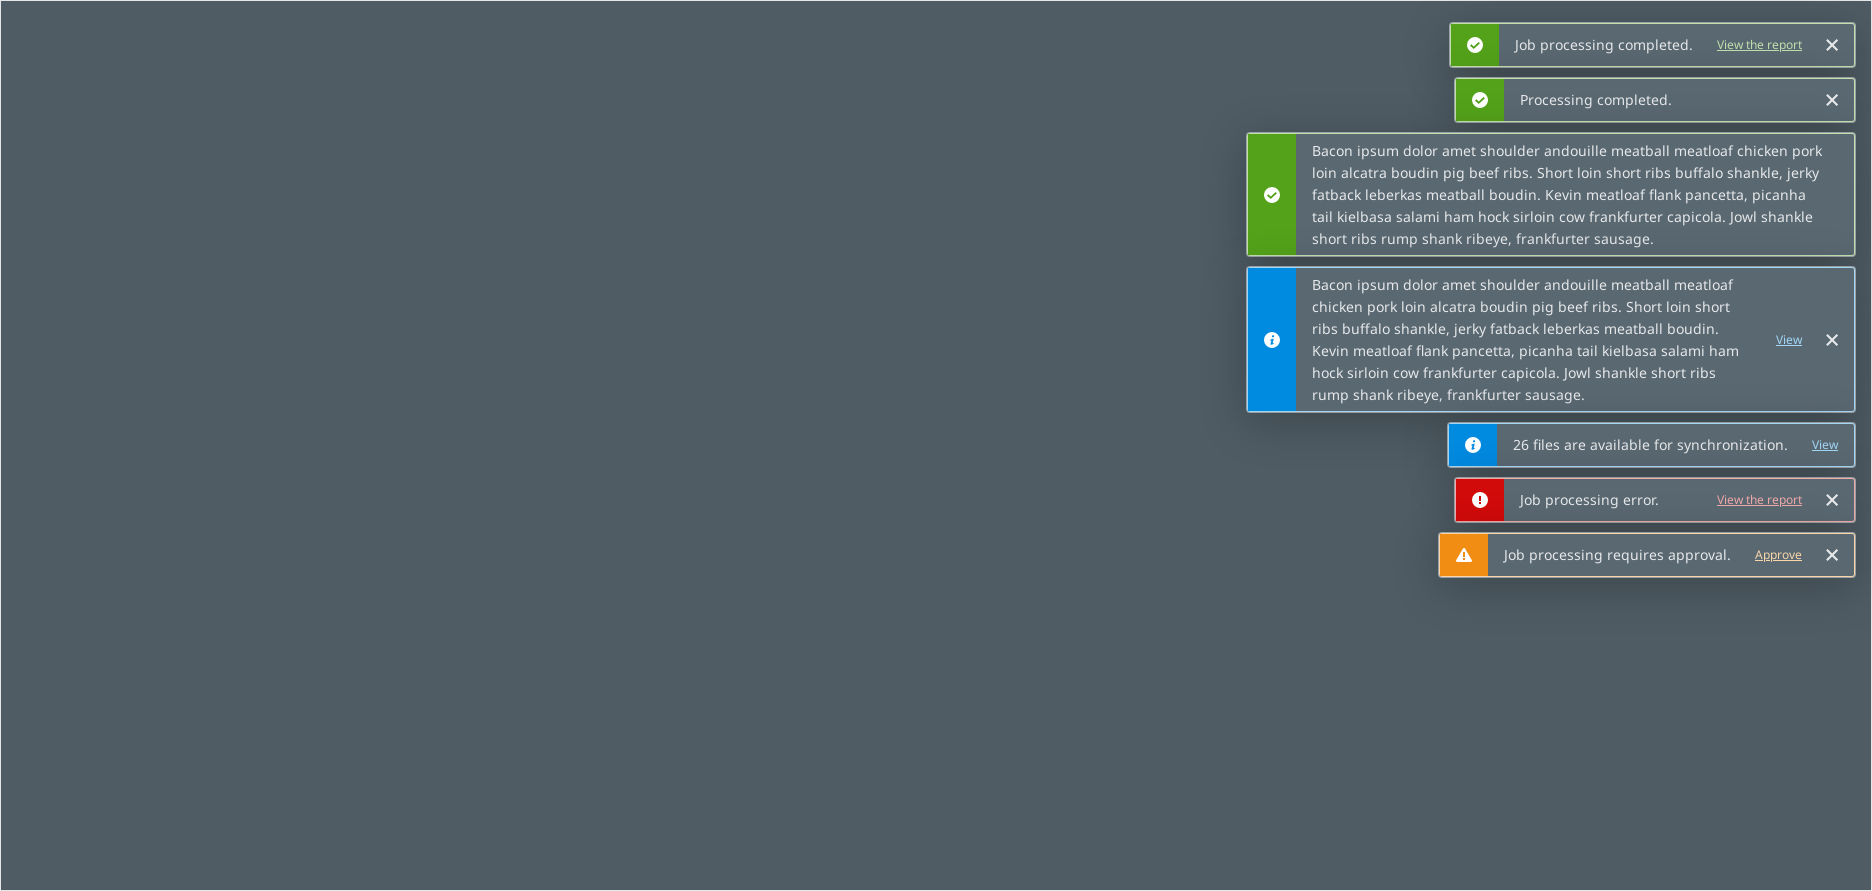 Job processing completed. View the report
Processing completed.
Bacon ipsum dolor amet shoulder andouille meatball meatloaf chicken pork
loin alcatra boudin pig beef ribs. Short loin short ribs buffalo shankle, jerky
fatback leberkas meatball boudin. Kevin meatloaf flank pancetta, picanha
tail kielbasa salami ham hock sirloin cow frankfurter capicola. Jowl shankle
short ribs rump shank ribeye, frankfurter sausage.
Bacon ipsum dolor amet shoulder andouille meatball meatloaf
chicken pork loin alcatra boudin pig beef ribs. Short loin short
ribs buffalo shankle, jerky fatback leberkas meatball boudin.
Kevin meatloaf flank pancetta, picanha tail kielbasa salami ham
hock sirloin cow frankfurter capicola. Jowl shankle short ribs
rump shank ribeye, frankfurter sausage.
View
26 files are available for synchronization. View
Job processing error. View the report
Job processing requires approval. Approve